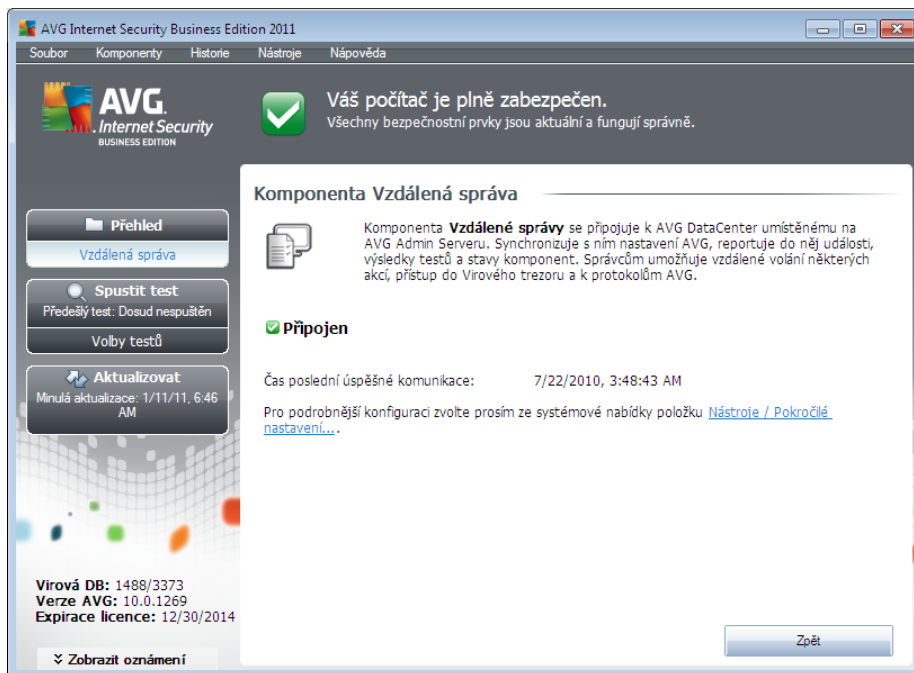 AVG Internet Security Business Edition 2011
Soubor Komponenty Historie Nástroje Nápověda
AVG.
Internet Security
BUSINESS EDITION
Váš počítač je plně zabezpečen.
Všechny bezpečnostní prvky jsou aktuální a fungují správně.
Přehled
Vzdálená správa
Spustit test
Předešlý test: Dosud nespuštěn
Volby testů
Aktualizovat
Minulá aktualizace: 1/11/11, 6:46
AM
Virová DB: 1488/3373
Verze AVG: 10.0.1269
Expirace licence: 12/30/2014
Zobrazit oznámení
Komponenta Vzdálená správa
Komponenta Vzdálené správy se připojuje k AVG DataCenter umístěnému na
AVG Admin Serveru. Synchronizuje s ním nastavení AVG, reportuje do něj události,
výsledky testů a stavy komponent. Správcům umožňuje vzdálené volání některých
akcí, přístup do Virového trezoru a k protokolům AVG.
Připojen
Čas poslední úspěšné komunikace: 7/22/2010, 3:48:43 AM
Pro podrobnější konfiguraci zvolte prosím ze systémové nabídky položku Nástroje / Pokročilé
nastavení....
Zpět